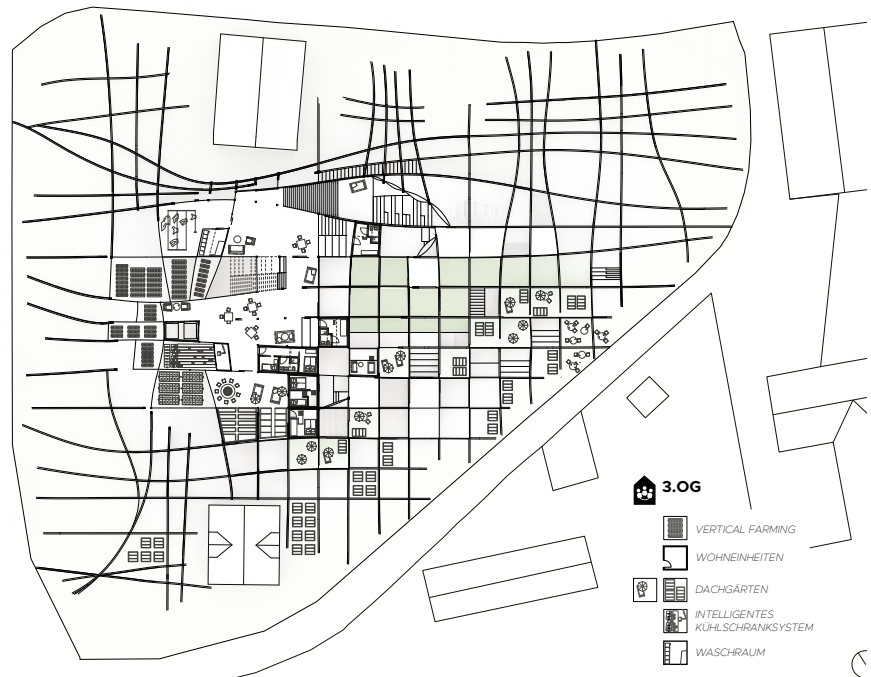 3.OG
VERTICAL FARMING
WOHNEINHEITEN
DACHGÄRTEN
INTELLIGENTES
KÜHLSCHRANKSYSTEM
WASCHRAUM